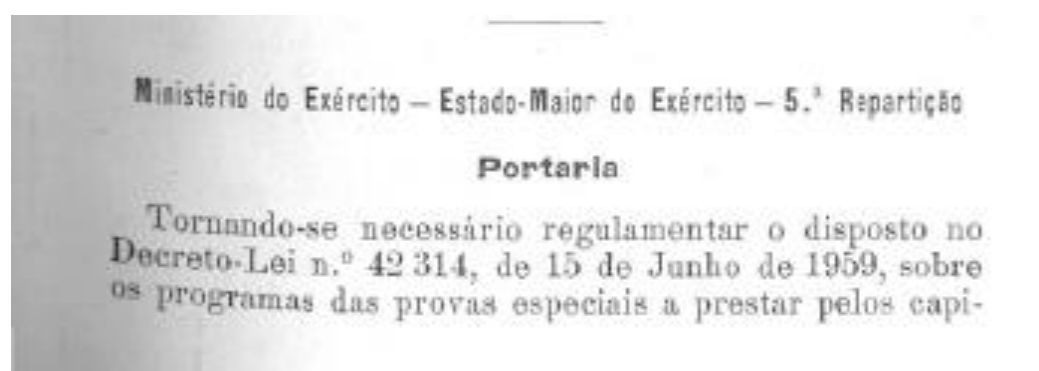 Ministério do Exército — Estado-Maior do Exército — 5.ª Repartição
Portaria
Tornando-se necessário regulamentar o disposto no
Decreto-Lei n.º 42 314, de 15 de Junho de 1959, sobre
os programas das provas especiais a prestar pelos capi-